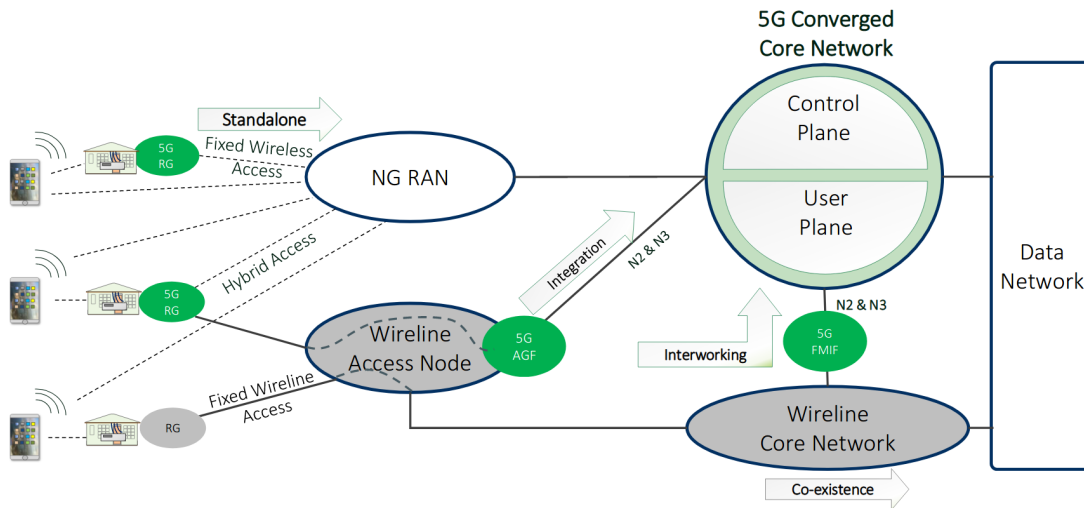 5G Converged
Core Network
Control
Plane
User
Plane
Standalone
5G
RG
Fixed Wireless
Access
NG RAN
Hybrid Access
5G
RG
Integration
N2 & N3
Data
Network
Wireline
Access Node
5G
AGF
Interworking
N2 & N3
5G
FMIF
Fixed Wireline
Access
RG
Wireline
Core Network
Co-existence